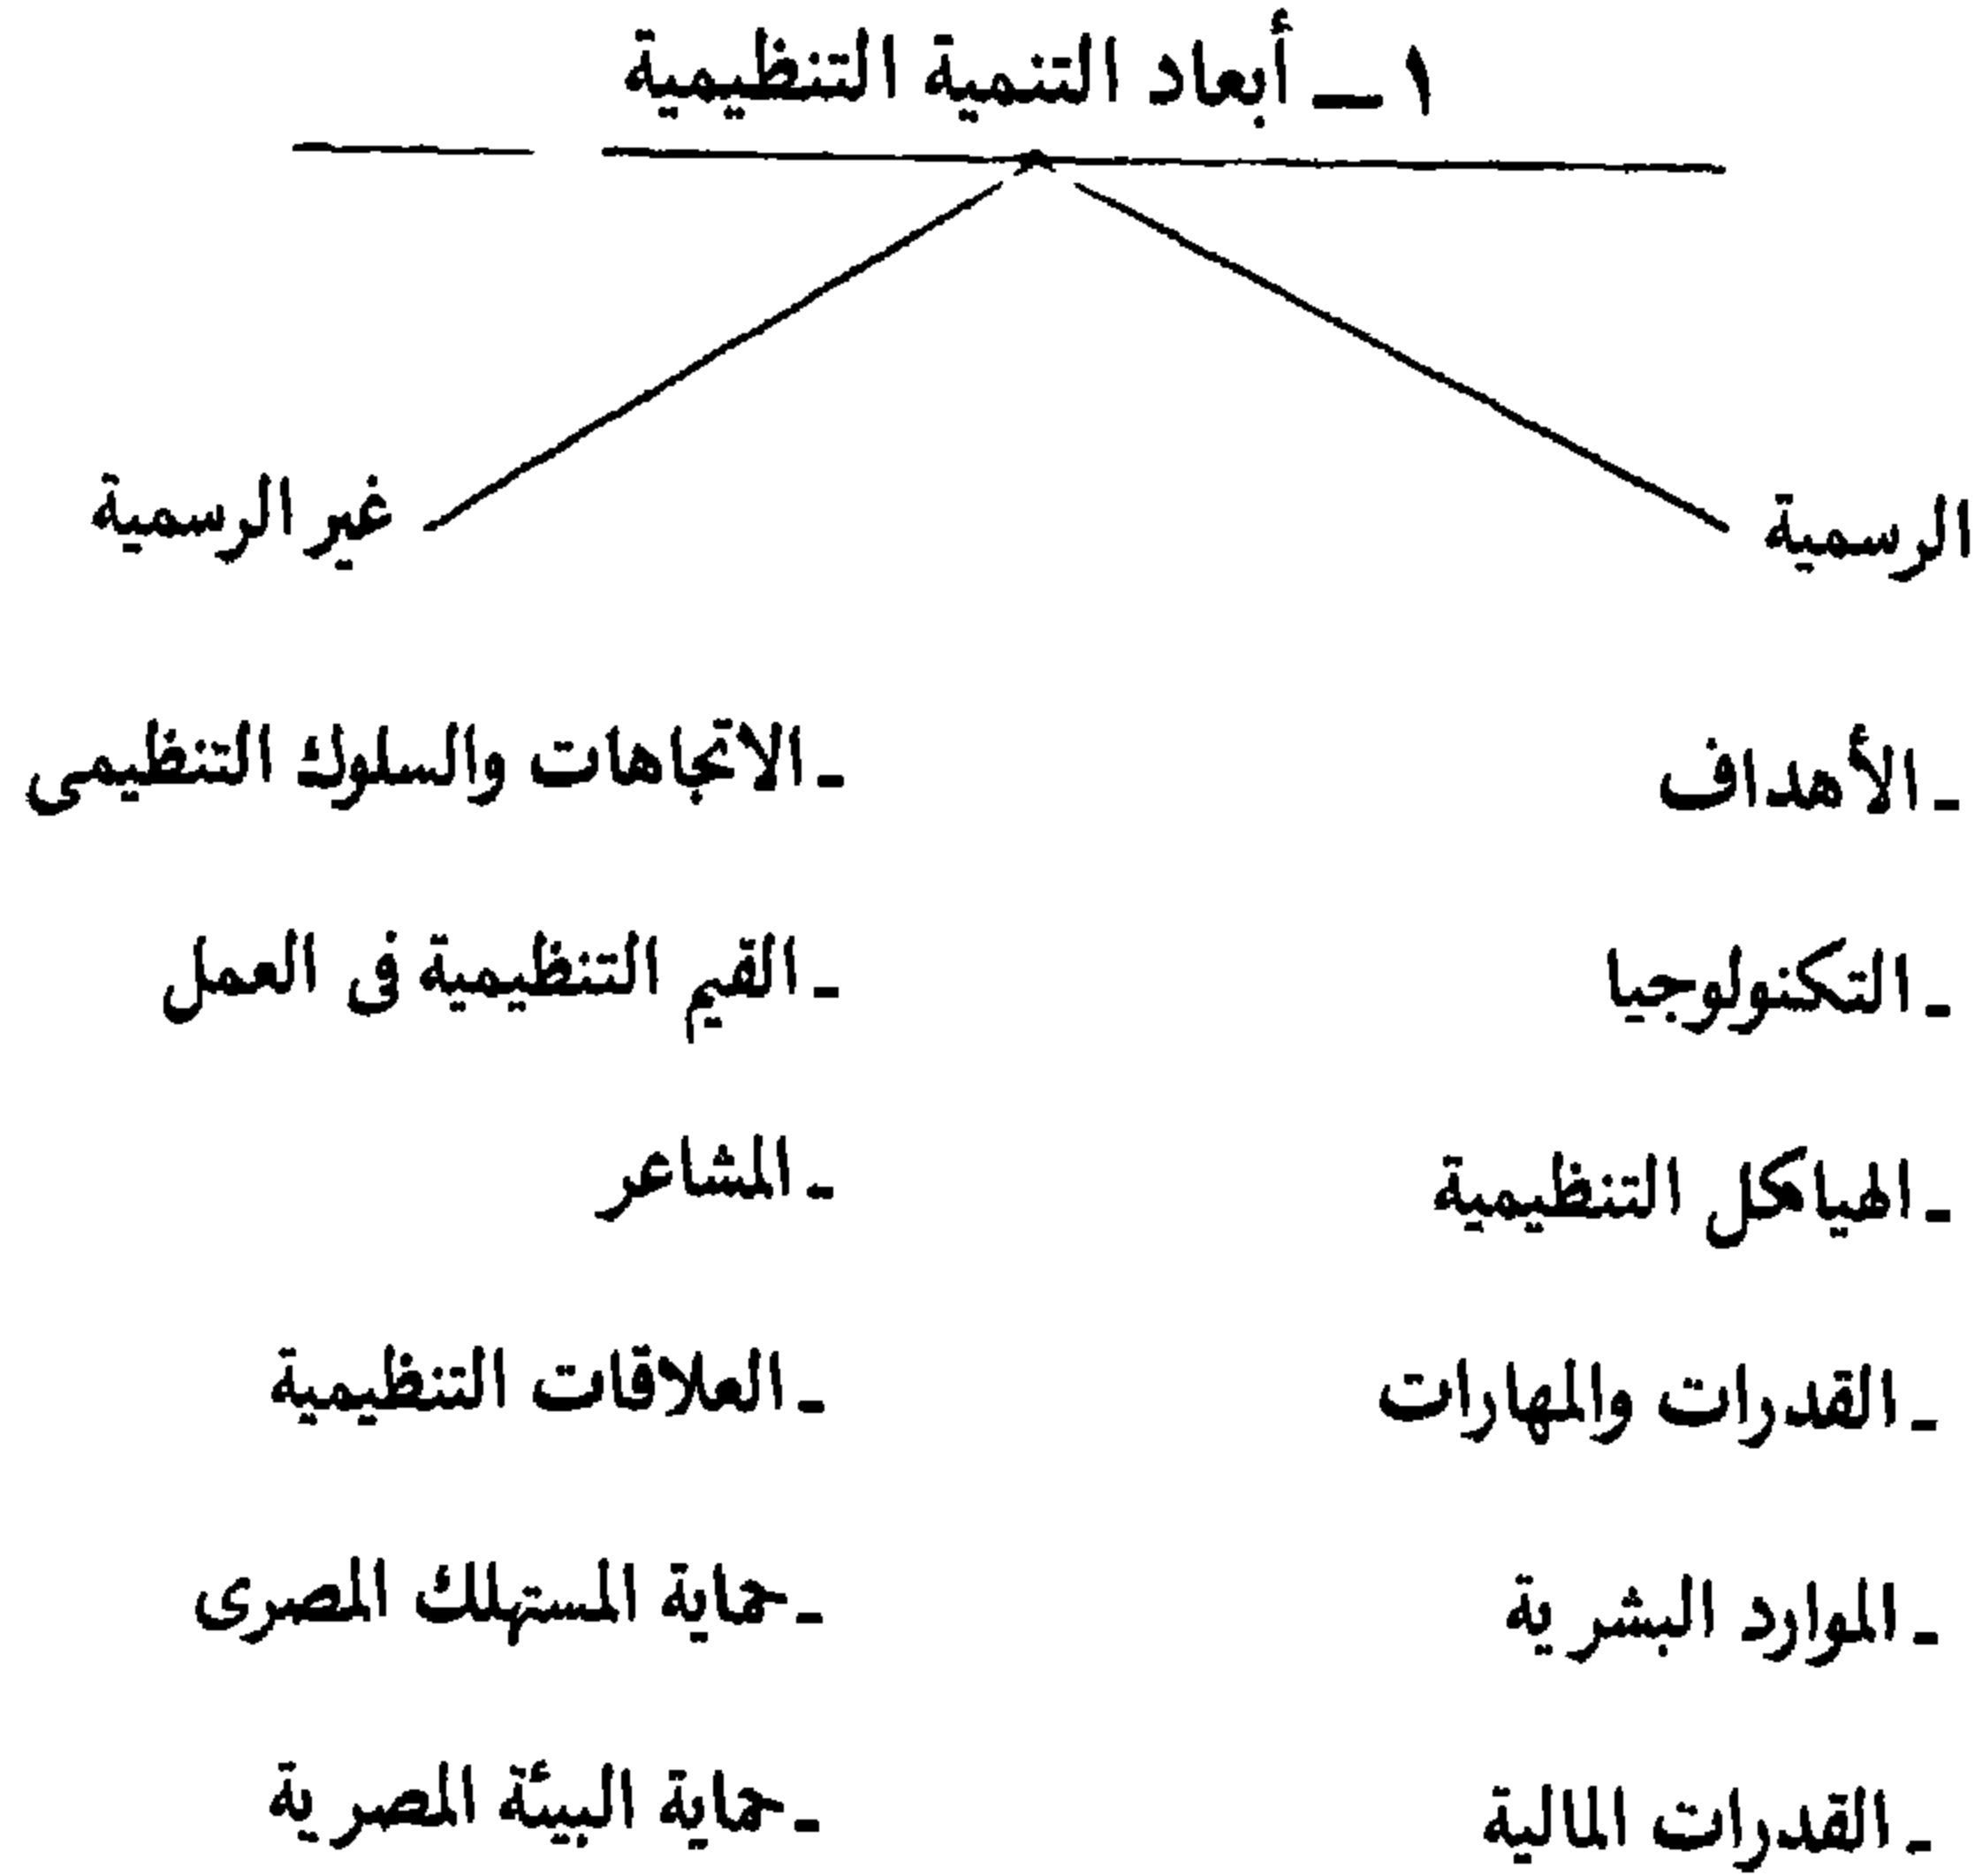 ١ — أبعاد التنمية التنظيمية
الرسمية
غير الرسمية
- الأهداف
- الاتجاهات والسلوك التنظيمى
- التكنولوجيا
- القيم التنظيمية فى العمل
- الهياكل التنظيمية
- المشاعر
- القدرات والمهارات
- العلاقات التنظيمية
- الموارد البشرية
- حماية المستهلك المصرى
- القدرات المالية
- حماية البيئة المصرية